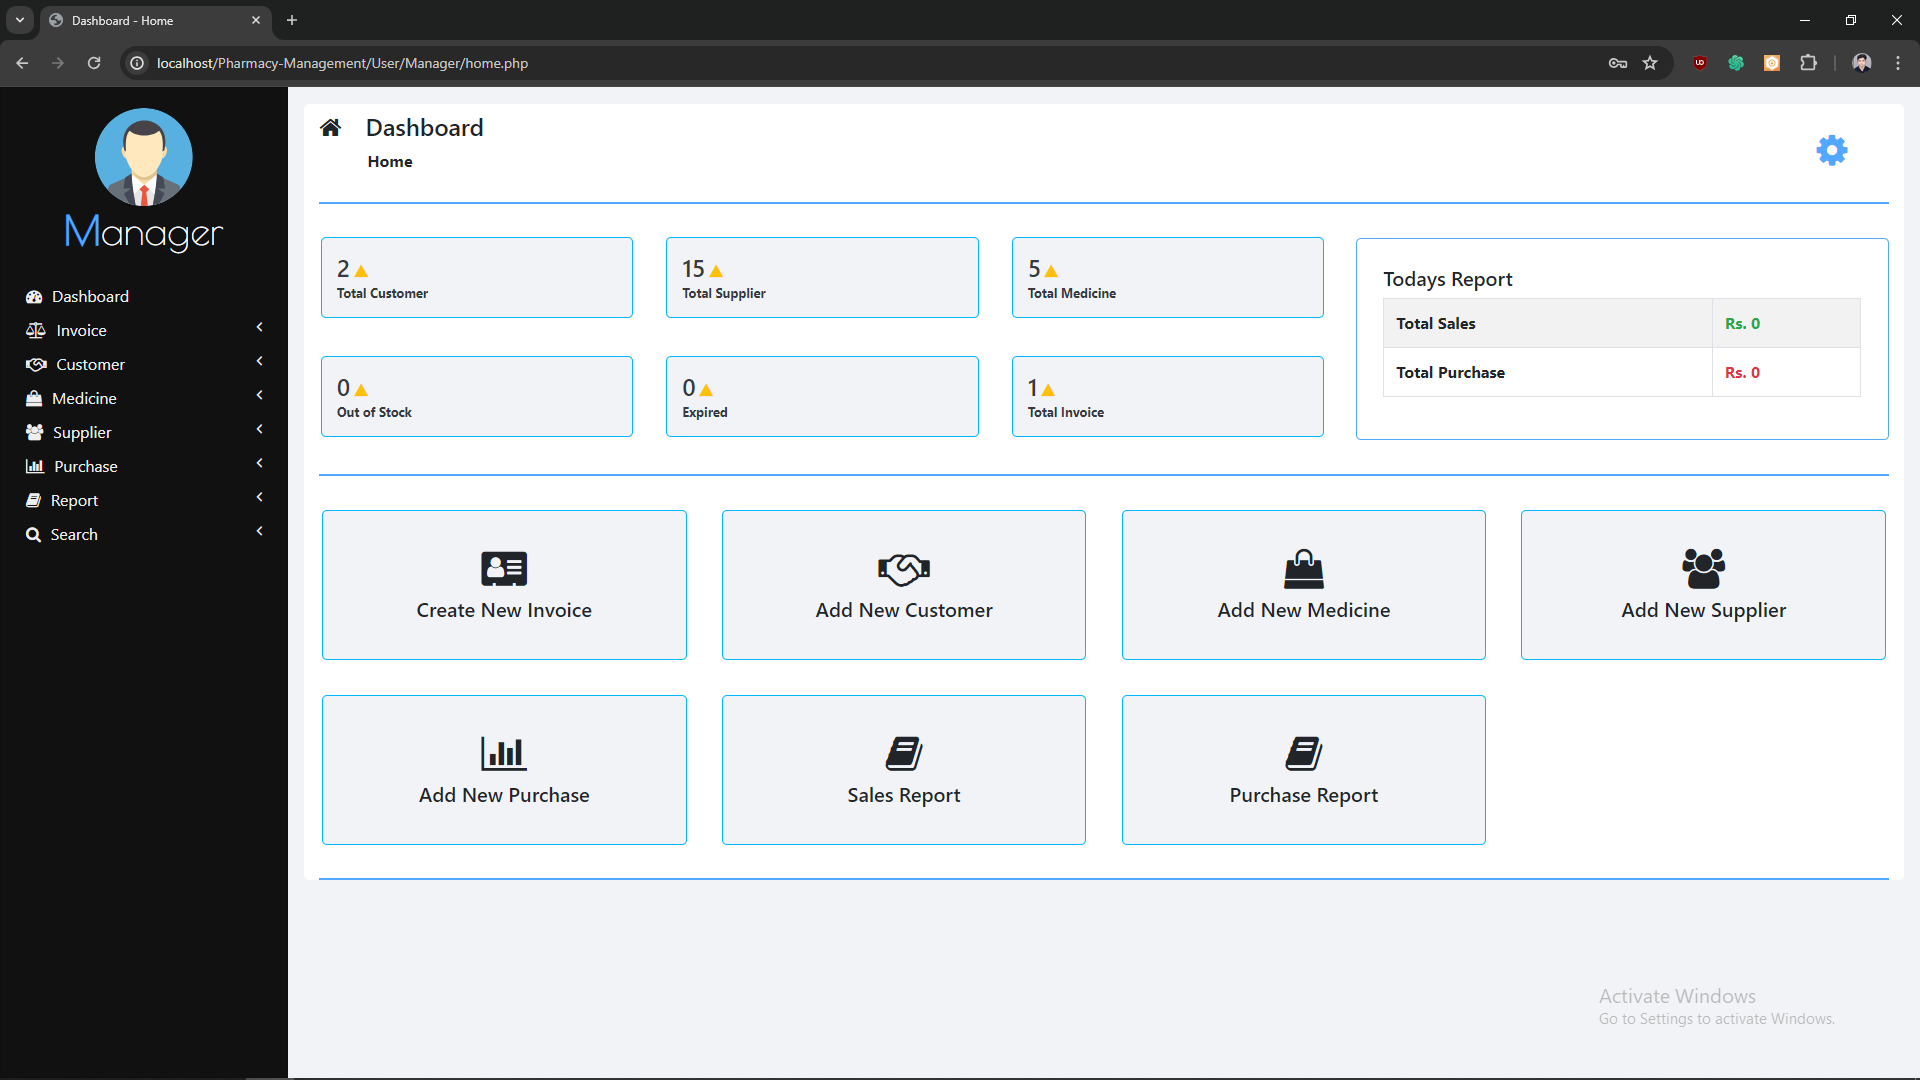 Dashboard - Home
localhost/Pharmacy-Management/User/Manager/home.php
Manager
Dashboard
Invoice
Customer
Medicine
Supplier
Purchase
Report
Search
Dashboard
Home
2
Total Customer
15
Total Supplier
5
Total Medicine
0
Out of Stock
0
Expired
1
Total Invoice
Todays Report
Total Sales Rs. 0
Total Purchase Rs. 0
Create New Invoice
Add New Customer
Add New Medicine
Add New Supplier
Add New Purchase
Sales Report
Purchase Report
Activate Windows
Go to Settings to activate Windows.